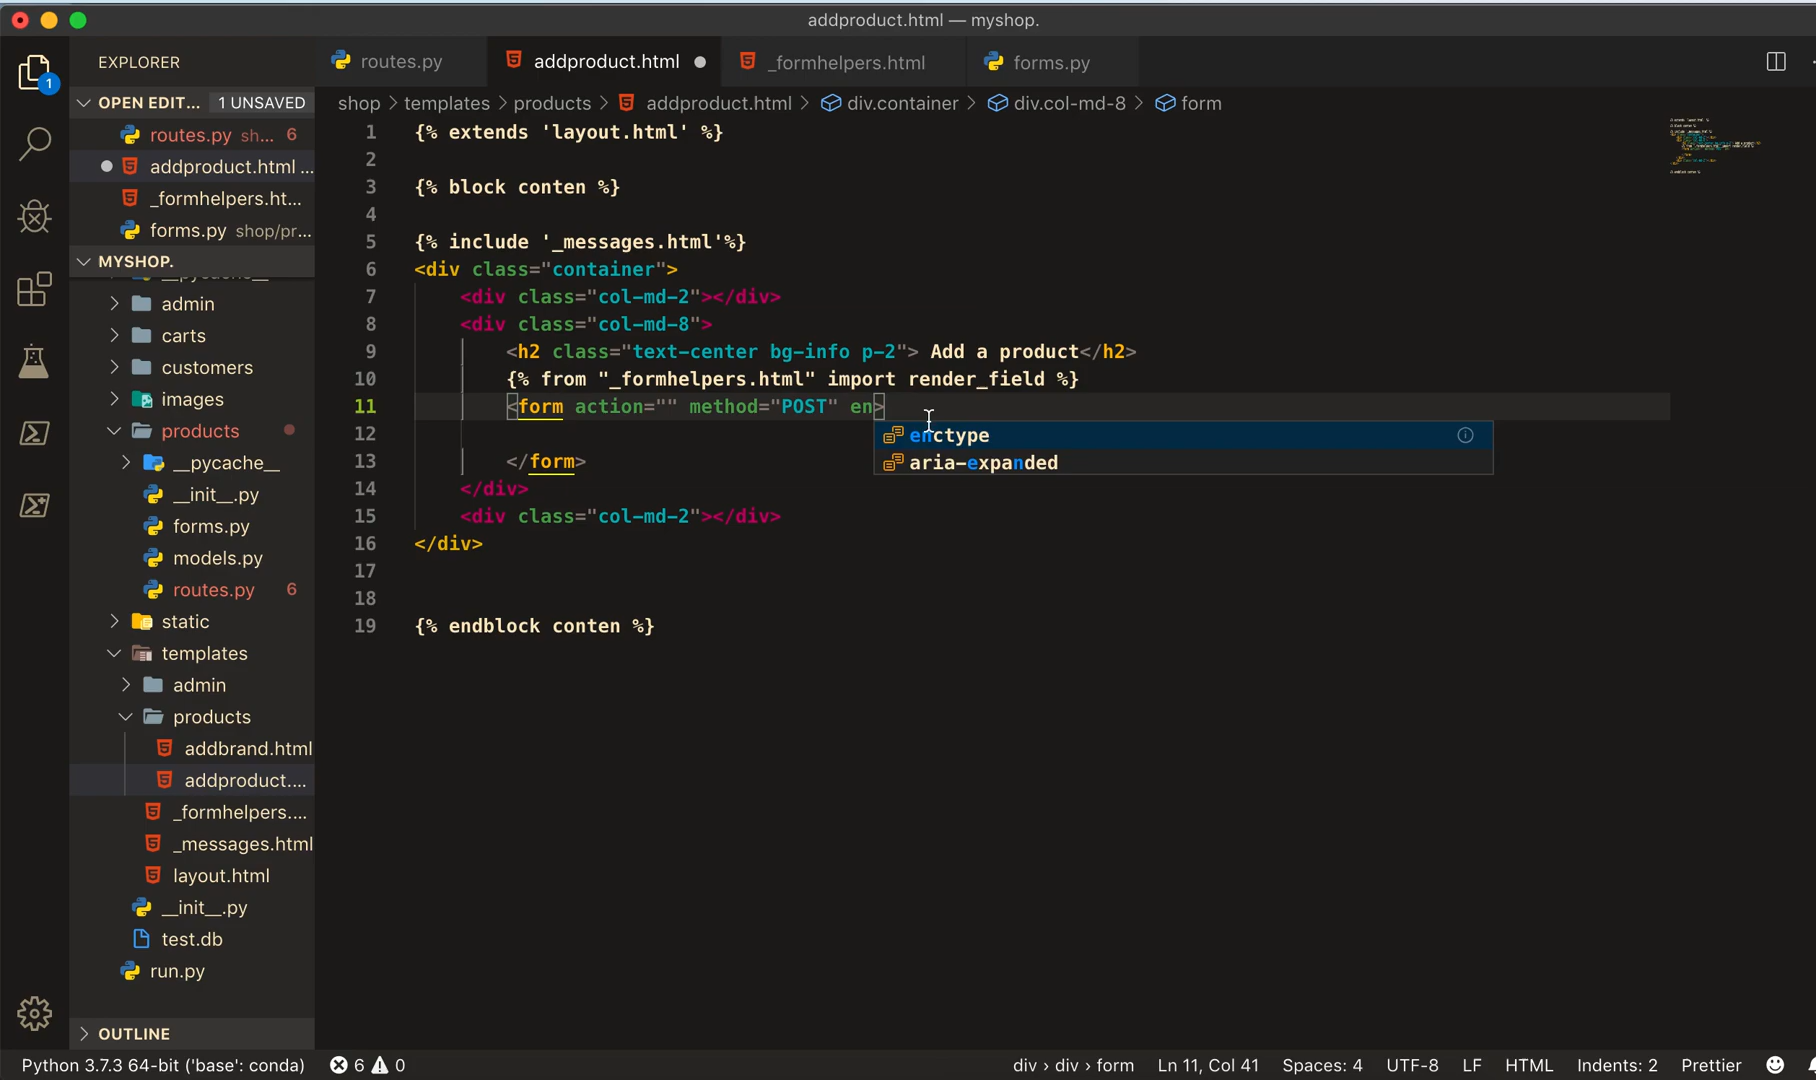 addproduct.html — myshop.
EXPLORER
routes.py
addproduct.html
_formhelpers.html
forms.py
OPEN EDIT... 1 UNSAVED
shop > templates > products > addproduct.html > div.container > div.col-md-8 > form
routes.py sh... 6
addproduct.html ...
_formhelpers.ht...
forms.py shop/pr...
MYSHOP.
__pycache__
admin
carts
customers
images
products
__pycache__
__init__.py
forms.py
models.py
routes.py 6
static
templates
admin
products
addbrand.html
addproduct....
_formhelpers....
_messages.html
layout.html
__init__.py
test.db
run.py
OUTLINE
1
1 {% extends 'layout.html' %}
2
3 {% block conten %}
4
5 {% include '_messages.html'%}
6 <div class="container">
7 <div class="col-md-2"></div>
8 <div class="col-md-8">
9 <h2 class="text-center bg-info p-2"> Add a product</h2>
10 {% from "_formhelpers.html" import render_field %}
11 <form action="" method="POST" en>
enctype
aria-expanded
12
13 </form>
14 </div>
15 <div class="col-md-2"></div>
16 </div>
17
18
19 {% endblock conten %}
Python 3.7.3 64-bit ('base': conda) 6 0 div › div › form Ln 11, Col 41 Spaces: 4 UTF-8 LF HTML Indents: 2 Prettier